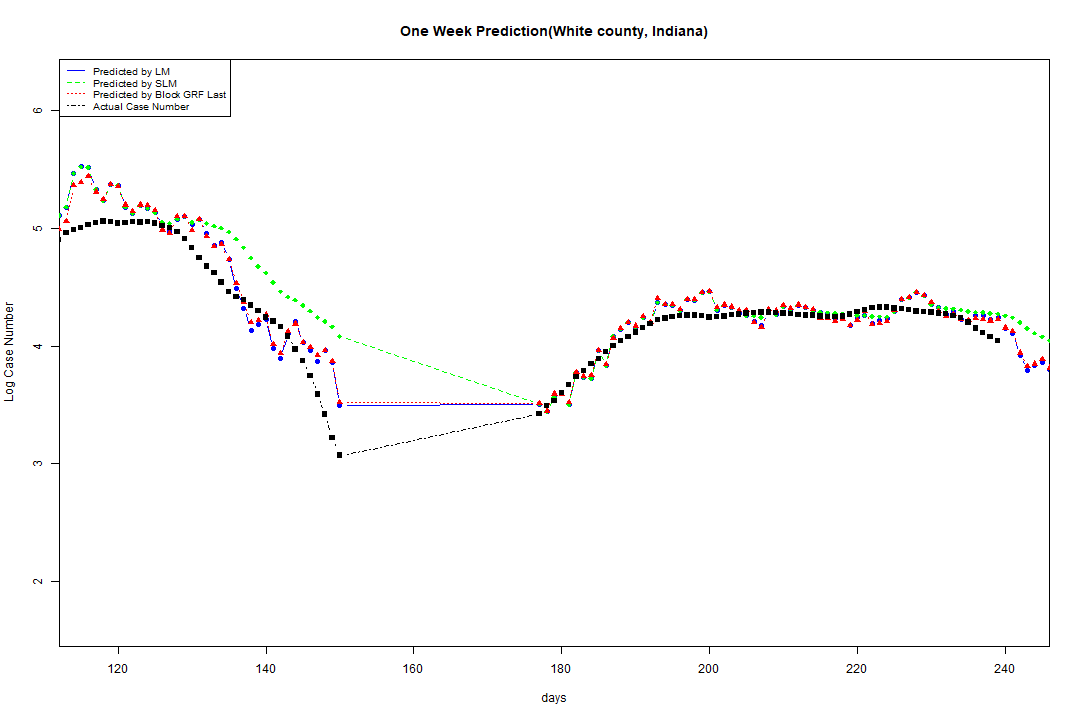 One Week Prediction(White county, Indiana)
Predicted by LM
Predicted by SLM
Predicted by Block GRF Last
Actual Case Number
6
5
4
3
2
Log Case Number
120 140 160 180 200 220 240
days